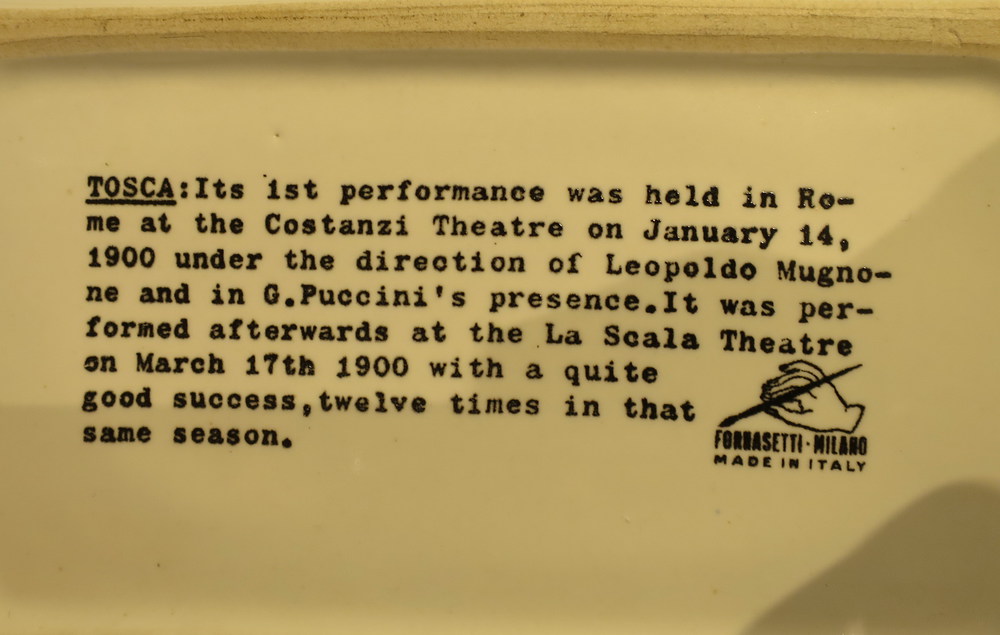 TOSCA:Its 1st performance was held in Ro-
me at the Costanzi Theatre on January 14,
1900 under the direction of Leopoldo Mugno-
ne and in G.Puccini's presence.It was per-
formed afterwards at the La Scala Theatre
on March 17th 1900 with a quite
good success,twelve times in that
same season.
FORNASETTI·MILANO
MADE IN ITALY